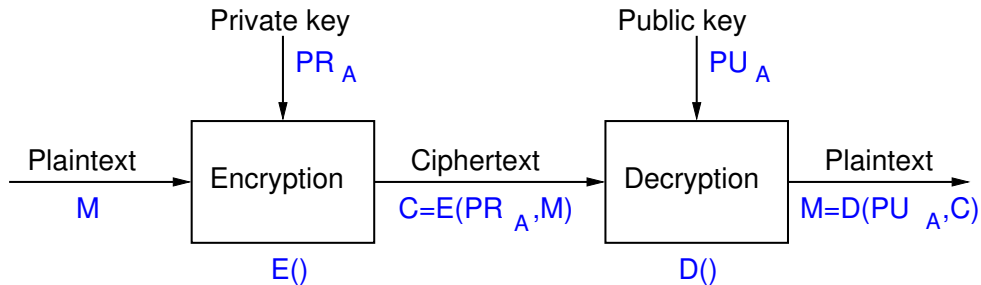 Private key
Public key
PR A
PU A
Plaintext
Encryption
Ciphertext
Decryption
Plaintext
M
C=E(PR A,M)
M=D(PU A,C)
E()
D()